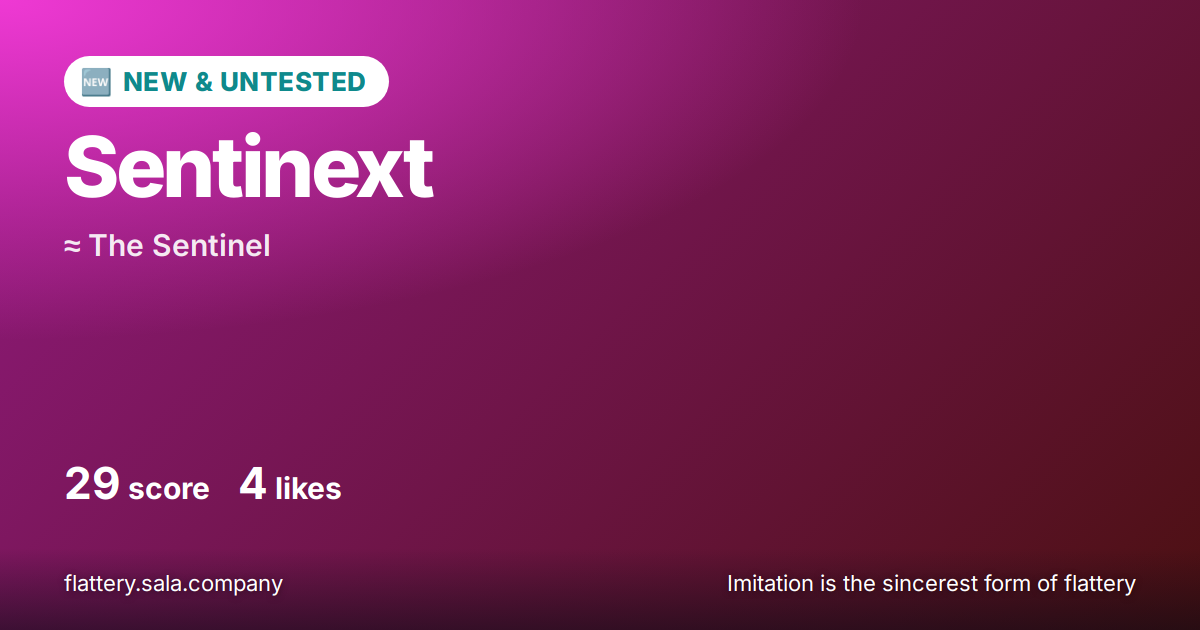 🆕 NEW & UNTESTED
Sentinext
≈ The Sentinel
29 score 4 likes
flattery.sala.company
Imitation is the sincerest form of flattery